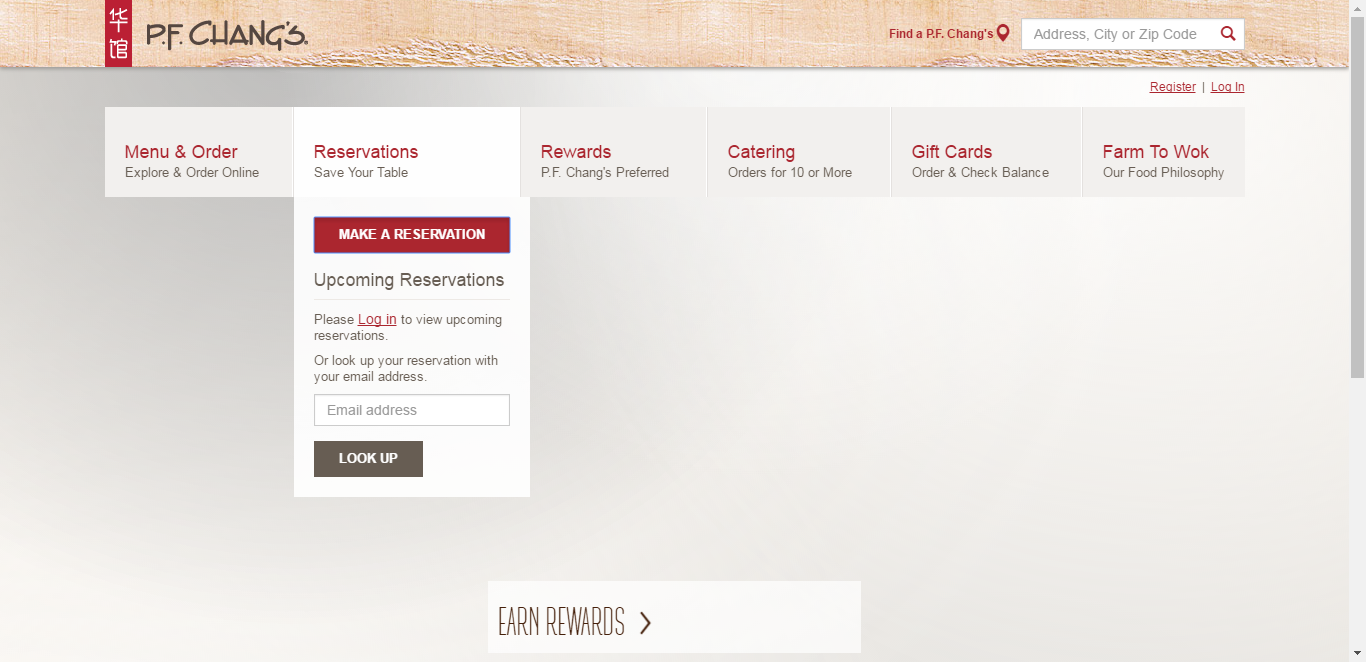 华馆
P.F. CHANG'S.
Find a P.F. Chang's
Address, City or Zip Code
Register | Log In
Menu & Order
Explore & Order Online
Reservations
Save Your Table
Rewards
P.F. Chang's Preferred
Catering
Orders for 10 or More
Gift Cards
Order & Check Balance
Farm To Wok
Our Food Philosophy
MAKE A RESERVATION
Upcoming Reservations
Please Log in to view upcoming
reservations.
Or look up your reservation with
your email address.
Email address
LOOK UP
EARN REWARDS